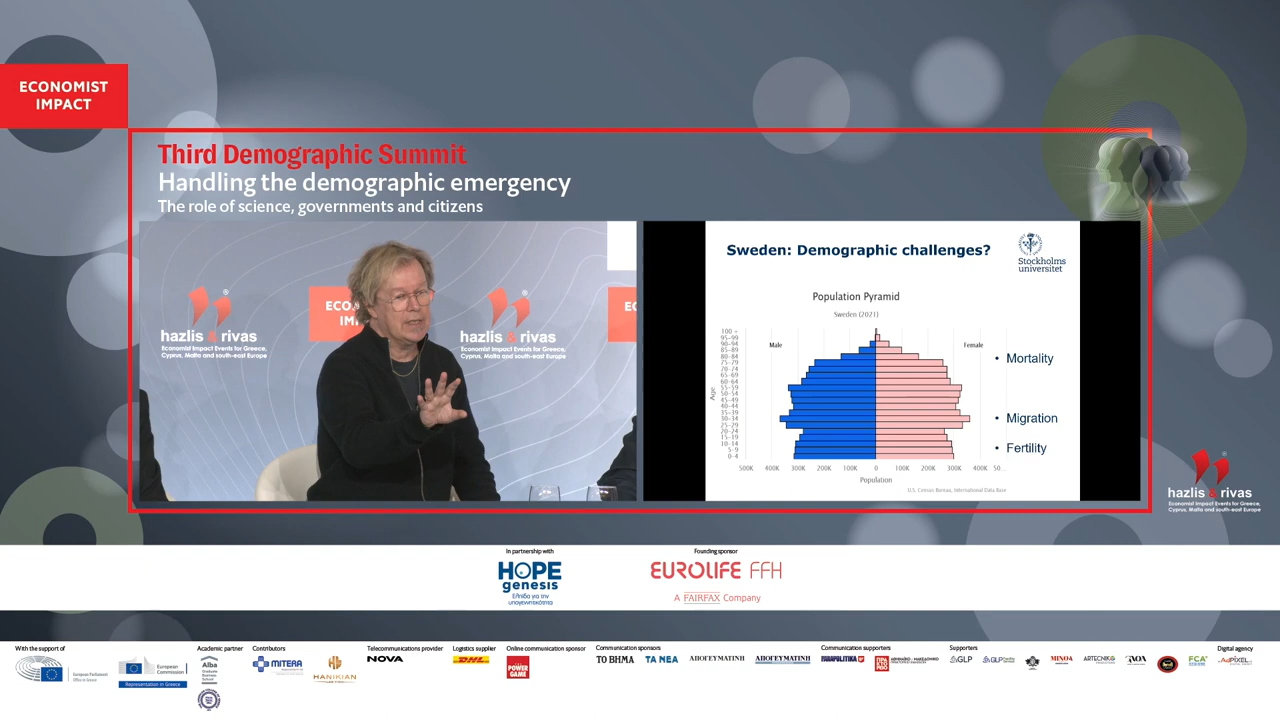 ECONOMIST
IMPACT
Third Demographic Summit
Handling the demographic emergency
The role of science, governments and citizens
hazlis & rivas
Economist Impact Events for Greece,
Cyprus, Malta and south-east Europe
ECO
IM
hazlis & rivas
Economist Impact Events for Greece,
Cyprus, Malta and south-east Europe
EC
I
Sweden: Demographic challenges?
Stockholms
universitet
Population Pyramid
Sweden (2021)
Male
Female
100 +
95-99
90-94
85-89
80-84
75-79
70-74
65-69
60-64
55-59
50-54
45-49
40-44
35-39
30-34
25-29
20-24
15-19
10-14
5-9
0-4
Age
500K 400K 300K 200K 100K 0 100K 200K 300K 400K 50...
Population
U.S. Census Bureau, International Data Base
• Mortality
• Migration
• Fertility
hazlis & rivas
Economist Impact Events for Greece,
Cyprus, Malta and south-east Europe
In partnership with
HOPE
genesis
Ελπίδα για την
υπογεννητικότητα
Founding sponsor
EUROLIFE FFH
A FAIRFAX Company
With the support of
European Parliament
Office in Greece
European
Commission
Representation in Greece
Academic partner
Alba
Graduate
Business
School
Contributors
MITERA
HANIKIAN
Telecommunications provider
NOVA
Logistics supplier
DHL
Online communication sponsor
POWER
GAME
Communication sponsors
ΤΟ ΒΗΜΑ
ΤΑ ΝΕΑ
Communication supporters
PARAPOLITIKA
Supporters
GLP
GLP
MINOA
ARTECNIKO
FCA
Digital agency
AdPiXEL